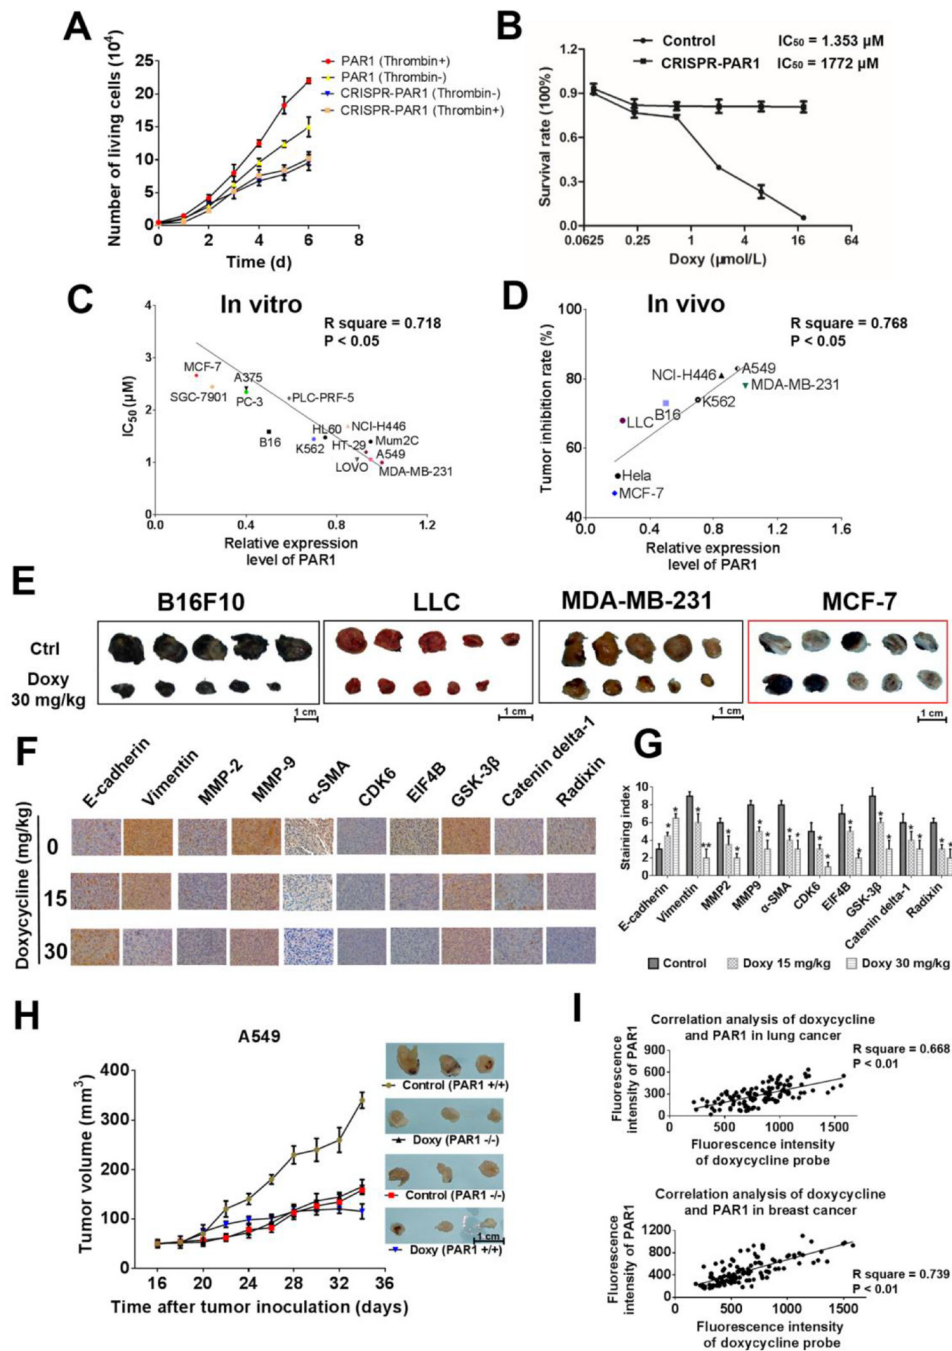 A
Number of living cells (10⁴)
25
20
15
10
5
0
0 2 4 6 8
Time (d)
PAR1 (Thrombin+)
PAR1 (Thrombin-)
CRISPR-PAR1 (Thrombin-)
CRISPR-PAR1 (Thrombin+)
B
Control IC₅₀ = 1.353 μM
CRISPR-PAR1 IC₅₀ = 1772 μM
Survival rate (100%)
1.2
0.9
0.6
0.3
0.0
0.0625 0.25 1 4 16 64
Doxy (μmol/L)
C
In vitro
R square = 0.718
P < 0.05
IC₅₀ (μM)
4
3
2
1
0
MCF-7
SGC-7901
A375
PC-3
PLC-PRF-5
B16
K562
HL60
NCI-H446
HT-29
Mum2C
A549
LOVO
MDA-MB-231
0.0 0.4 0.8 1.2
Relative expression
level of PAR1
D
In vivo
R square = 0.768
P < 0.05
Tumor inhibition rate (%)
100
80
60
40
NCI-H446
A549
MDA-MB-231
B16
K562
LLC
Hela
MCF-7
0.0 0.4 0.8 1.2 1.6
Relative expression
level of PAR1
E
B16F10 LLC MDA-MB-231 MCF-7
Ctrl
Doxy
30 mg/kg
1 cm 1 cm 1 cm 1 cm
F
E-cadherin Vimentin MMP-2 MMP-9 α-SMA CDK6 EIF4B GSK-3β Catenin delta-1 Radixin
Doxycycline (mg/kg)
0
15
30
G
Staining index
10
8
6
4
2
0
* * * ** * * * * * * * * * * * * * * * *
E-cadherin Vimentin MMP2 MMP9 α-SMA CDK6 EIF4B GSK-3β Catenin delta-1 Radixin
Control Doxy 15 mg/kg Doxy 30 mg/kg
H
A549
Tumor volume (mm³)
400
300
200
100
0
16 20 24 28 32 36
Time after tumor inoculation (days)
Control (PAR1 +/+)
Doxy (PAR1 -/-)
Control (PAR1 -/-)
1 cm
Doxy (PAR1 +/+)
I
Correlation analysis of doxycycline
and PAR1 in lung cancer
R square = 0.668
P < 0.01
Fluorescence
intensity of PAR1
900
600
300
0
0 500 1000 1500
Fluorescence intensity
of doxycycline probe
Correlation analysis of doxycycline
and PAR1 in breast cancer
R square = 0.739
P < 0.01
Fluorescence
intensity of PAR1
1200
800
400
0
0 500 1000 1500
Fluorescence intensity
of doxycycline probe